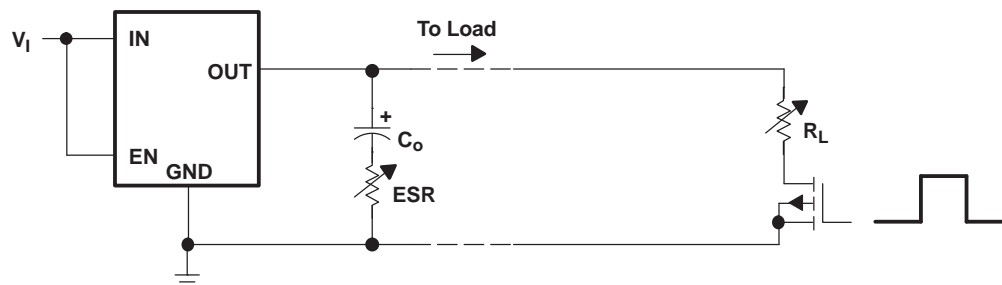 To Load
V_I
IN
OUT
+
C_o
R_L
EN
GND
ESR